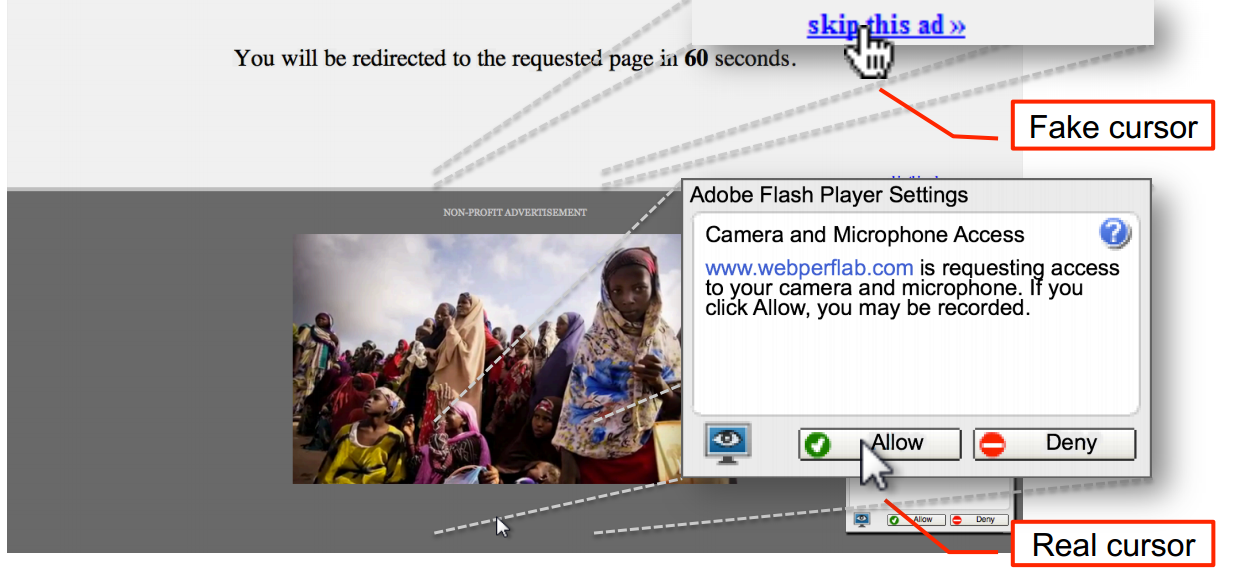 skip this ad »
You will be redirected to the requested page in 60 seconds.
Fake cursor
NON-PROFIT ADVERTISEMENT
Adobe Flash Player Settings
Camera and Microphone Access
www.webperflab.com is requesting access
to your camera and microphone. If you
click Allow, you may be recorded.
Allow
Deny
Allow
Deny
Real cursor